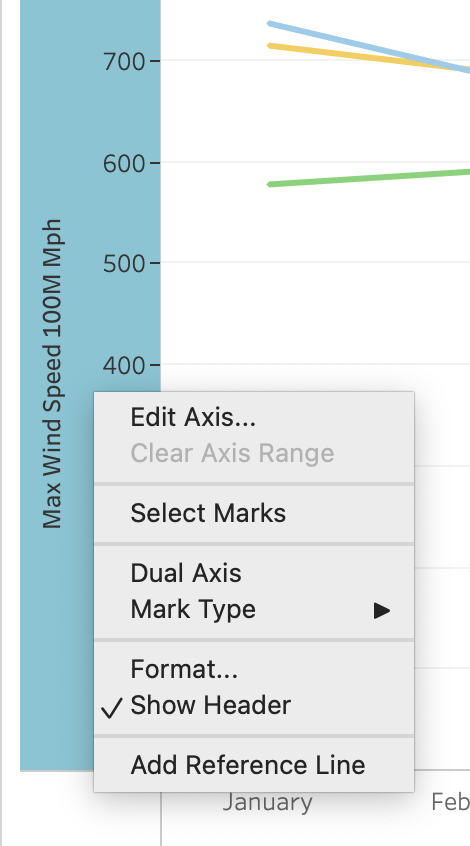 700
600
500
400
Max Wind Speed 100M Mph
Edit Axis...
Clear Axis Range
Select Marks
Dual Axis
Mark Type
Format...
Show Header
Add Reference Line
January
Feb